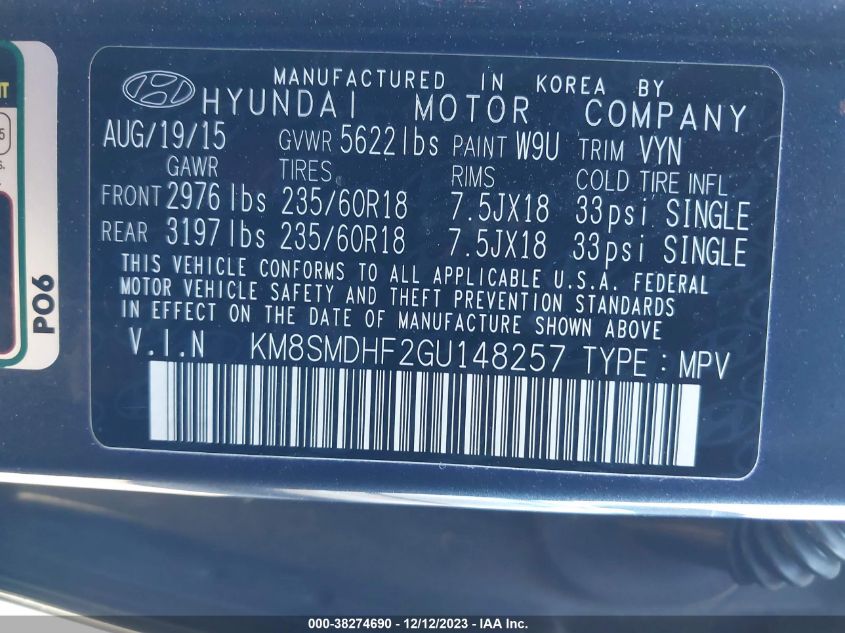 MANUFACTURED IN KOREA BY
HYUNDAI MOTOR COMPANY
AUG/19/15 GVWR 5622lbs PAINT W9U TRIM VYN
GAWR TIRES RIMS COLD TIRE INFL
FRONT 2976 lbs 235/60R18 7.5JX18 33psi SINGLE
REAR 3197 lbs 235/60R18 7.5JX18 33psi SINGLE
THIS VEHICLE CONFORMS TO ALL APPLICABLE U.S.A. FEDERAL
MOTOR VEHICLE SAFETY AND THEFT PREVENTION STANDARDS
IN EFFECT ON THE DATE OF MANUFACTURE SHOWN ABOVE
V.I.N KM8SMDHF2GU148257 TYPE : MPV
P06
000-38274690 - 12/12/2023 - IAA Inc.